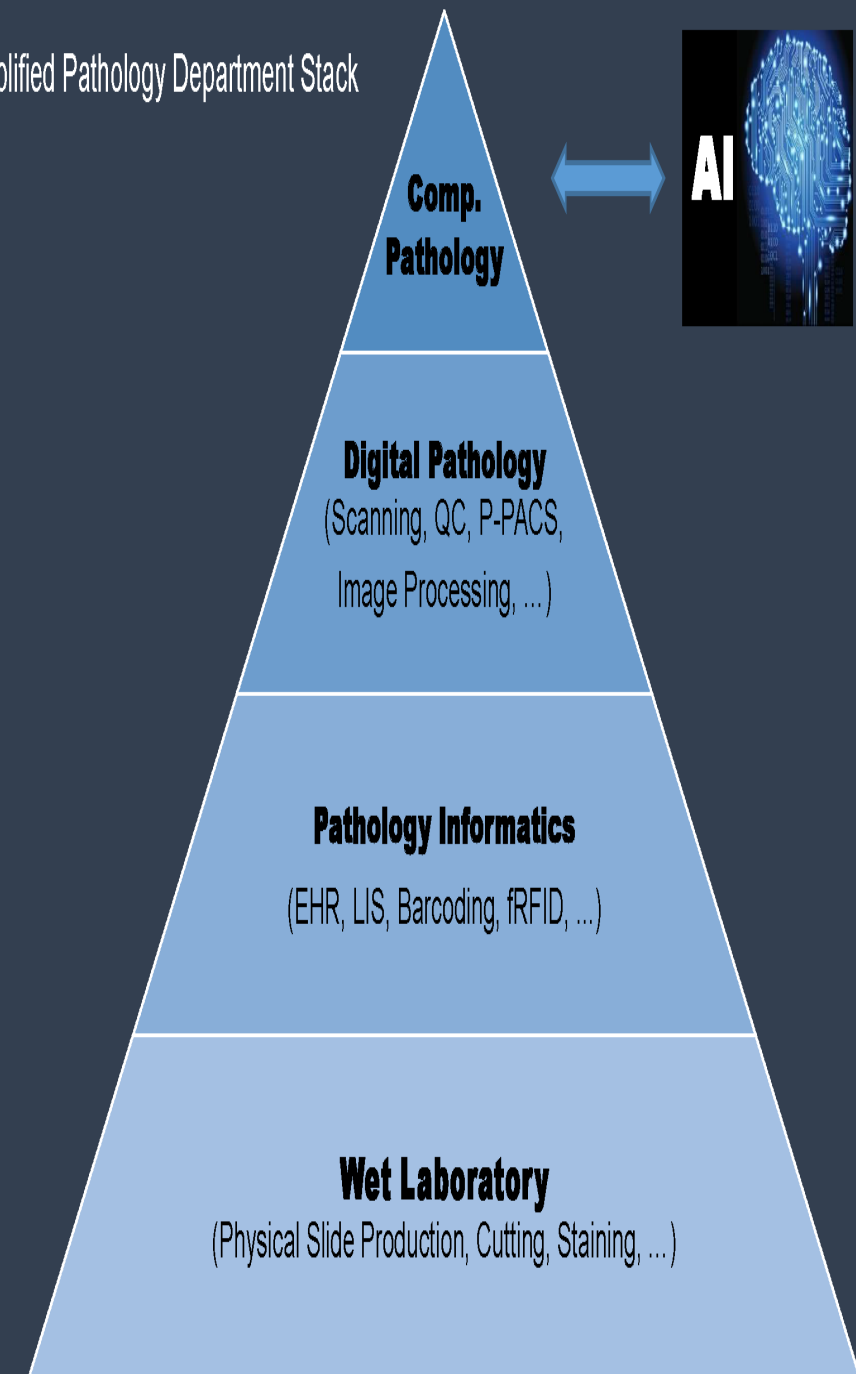 plified Pathology Department Stack
AI
Comp.
Pathology
Digital Pathology
(Scanning, QC, P-PACS,
Image Processing, ...)
Pathology Informatics
(EHR, LIS, Barcoding, fRFID, ...)
Wet Laboratory
(Physical Slide Production, Cutting, Staining, ...)